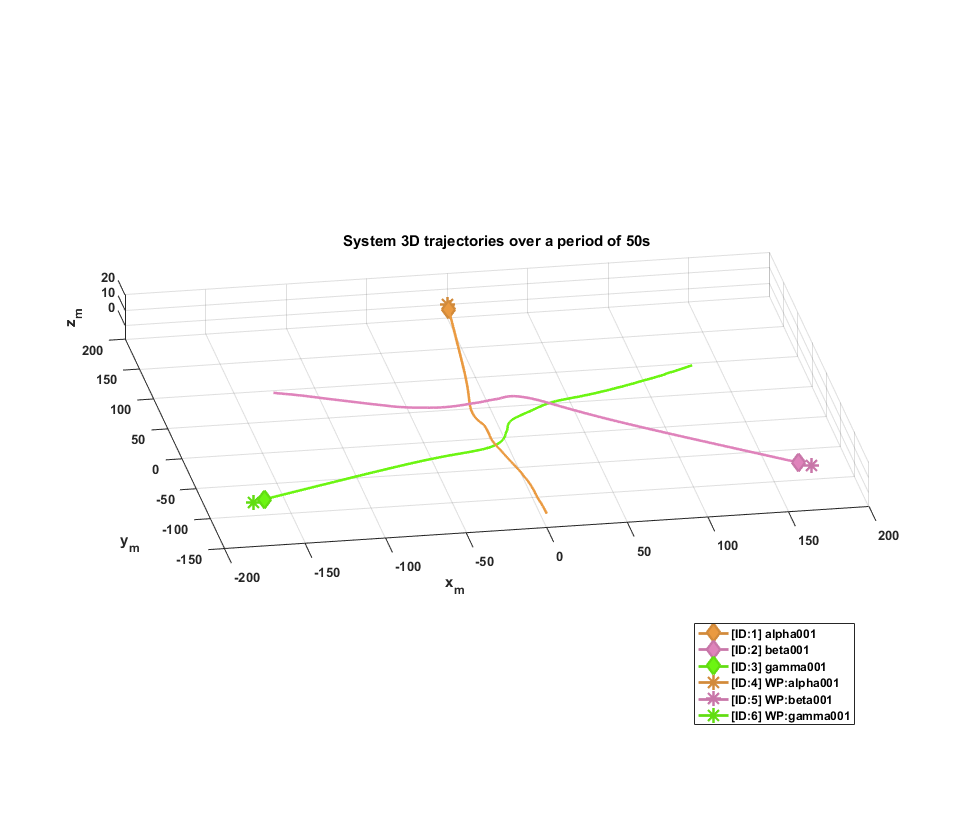 System 3D trajectories over a period of 50s
20
10
0
z_m
200
150
100
50
0
-50
-100
-150
y_m
-200
-150
-100
-50
0
50
100
150
200
x_m
[ID:1] alpha001
[ID:2] beta001
[ID:3] gamma001
[ID:4] WP:alpha001
[ID:5] WP:beta001
[ID:6] WP:gamma001